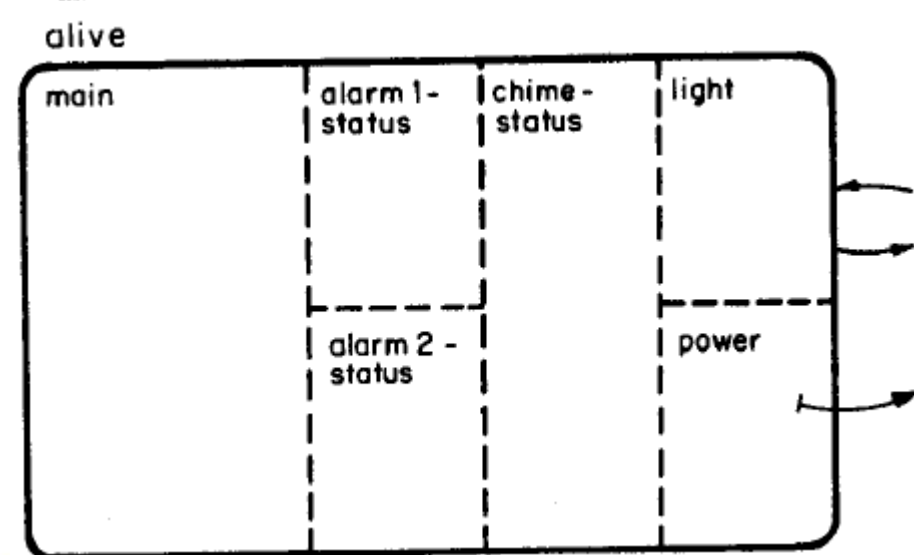 alive
main
alarm 1-
status
chime-
status
light
alarm 2-
status
power